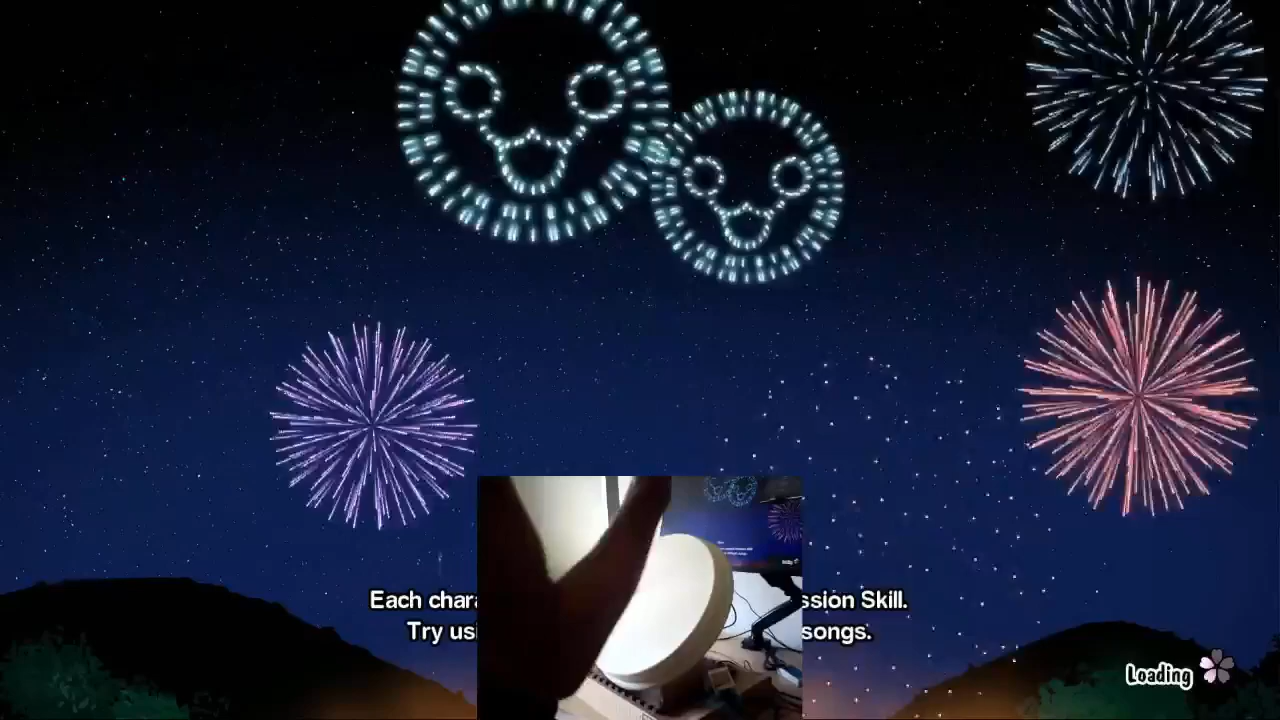 Each chara
ssion Skill.
Try usi
songs.
Loading